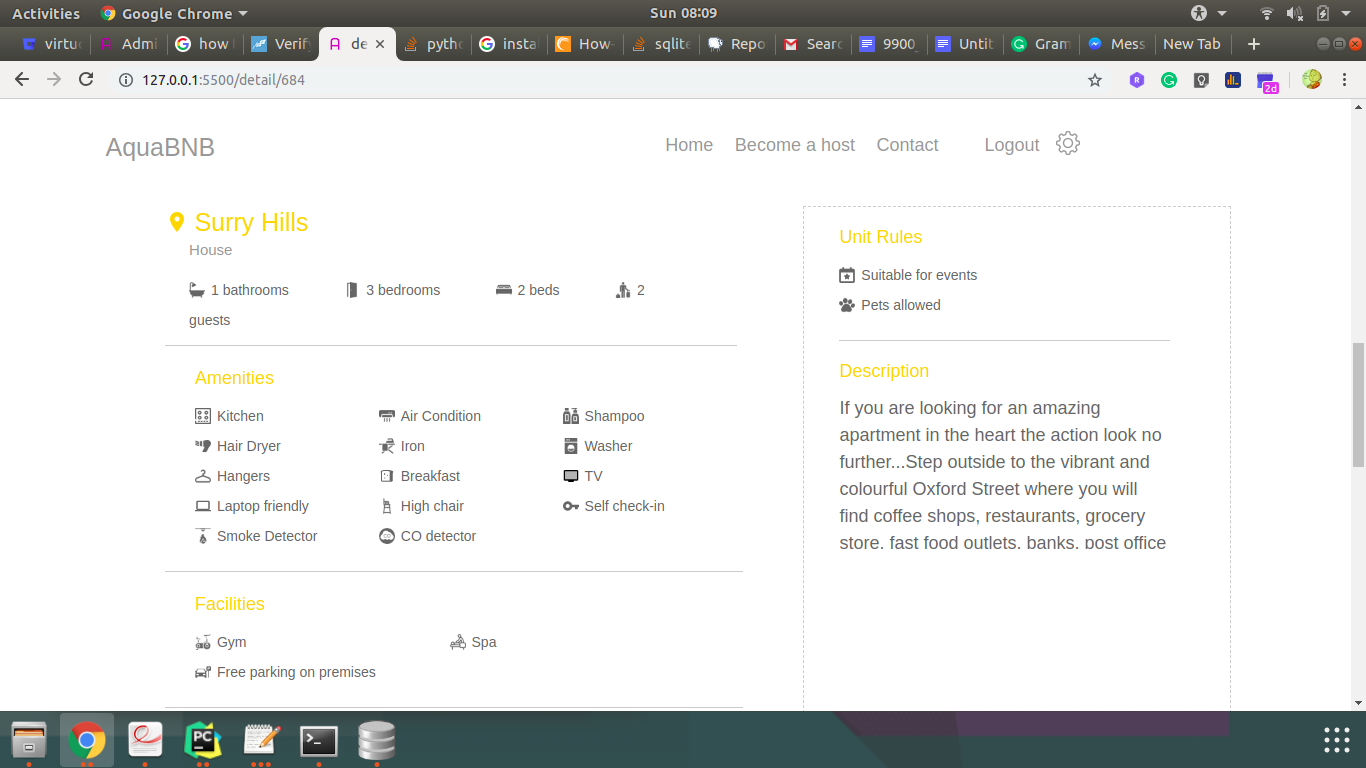 Activities Google Chrome Sun 08:09
virtu Admi how Verify de pytho insta How- sqlite Repo Searc 9900_ Untit Gram Mess New Tab
127.0.0.1:5500/detail/684
2d
AquaBNB Home Become a host Contact Logout
Surry Hills
House
1 bathrooms 3 bedrooms 2 beds 2
guests
Amenities
Kitchen Air Condition Shampoo
Hair Dryer Iron Washer
Hangers Breakfast TV
Laptop friendly High chair Self check-in
Smoke Detector CO detector
Facilities
Gym Spa
Free parking on premises
Unit Rules
Suitable for events
Pets allowed
Description
If you are looking for an amazing
apartment in the heart the action look no
further...Step outside to the vibrant and
colourful Oxford Street where you will
find coffee shops, restaurants, grocery
store, fast food outlets, banks, post office
PC